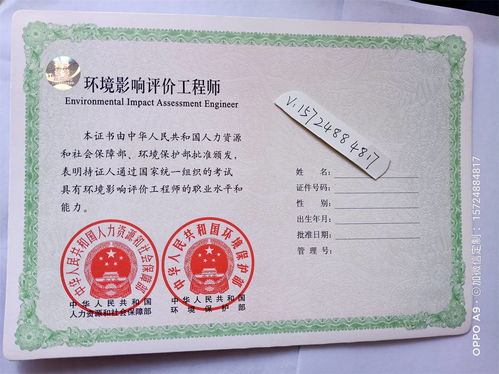 环境影响评价工程师
Environmental Impact Assessment Engineer
V:15724884817
本证书由中华人民共和国人力资源
和社会保障部、环境保护部批准颁发，
表明持证人通过国家统一组织的考试，
具有环境影响评价工程师的职业水平和
能力。
姓 名：
证件号码：
性 别：
出生年月：
批准日期：
管 理 号：
中华人民共和国人力资源和社会保障部
中华人民共和国环境保护部
中华人民共和国
人力资源和社会保障部
中华人民共和国
环境保护部
OPPO A9 · @加微信定制：15724884817